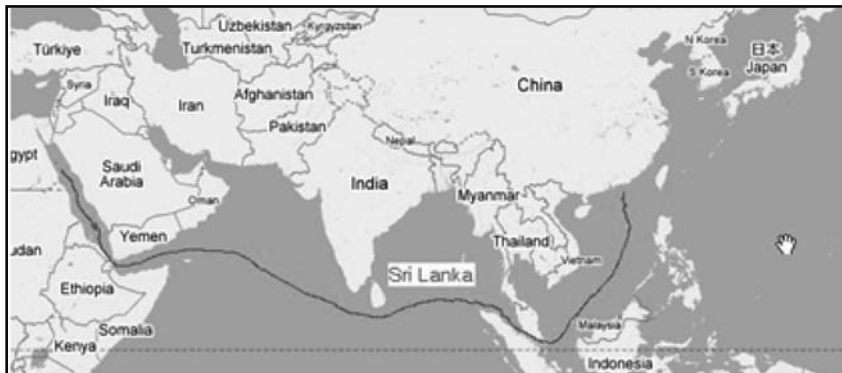 Uzbekistan
Kyrgyzstan
Türkiye
Turkmenistan
N Korea
日本
Japan
S Korea
Syria
Iraq
Iran
Afghanistan
China
Pakistan
Nepal
gypt
Saudi
Arabia
Oman
India
Myanmar
Yemen
Thailand
udan
Vietnam
Sri Lanka
Ethiopia
Somalia
Malaysia
Kenya
Indonesia